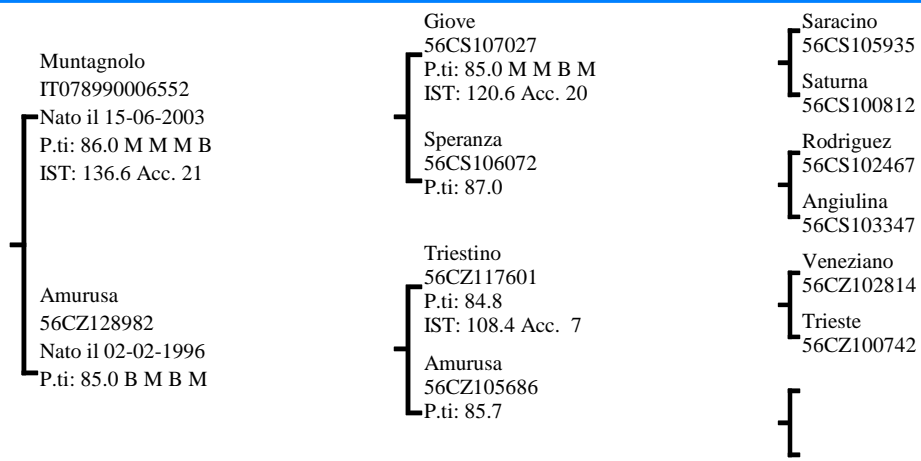 Muntagnolo
IT078990006552
Nato il 15-06-2003
P.ti: 86.0 M M M B
IST: 136.6 Acc. 21
Amurusa
56CZ128982
Nato il 02-02-1996
P.ti: 85.0 B M B M
Giove
56CS107027
P.ti: 85.0 M M B M
IST: 120.6 Acc. 20
Speranza
56CS106072
P.ti: 87.0
Triestino
56CZ117601
P.ti: 84.8
IST: 108.4 Acc. 7
Amurusa
56CZ105686
P.ti: 85.7
Saracino
56CS105935
Saturna
56CS100812
Rodriguez
56CS102467
Angiulina
56CS103347
Veneziano
56CZ102814
Trieste
56CZ100742